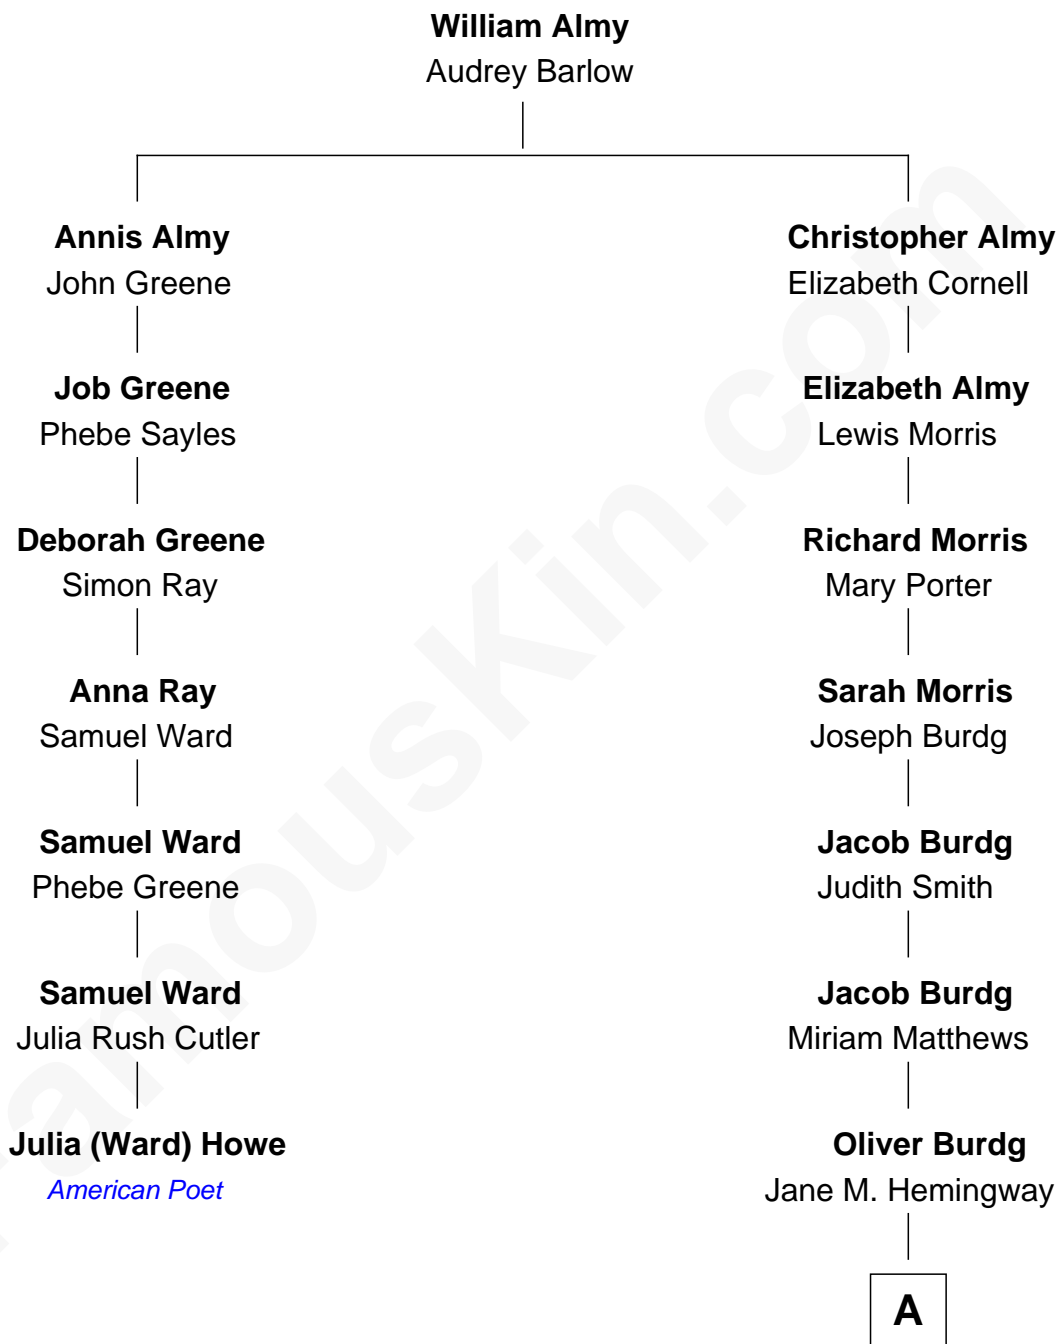 William Almy
Audrey Barlow
Annis Almy
John Greene
Christopher Almy
Elizabeth Cornell
Job Greene
Phebe Sayles
Elizabeth Almy
Lewis Morris
Deborah Greene
Simon Ray
Richard Morris
Mary Porter
Anna Ray
Samuel Ward
Sarah Morris
Joseph Burdg
Samuel Ward
Phebe Greene
Jacob Burdg
Judith Smith
Samuel Ward
Julia Rush Cutler
Jacob Burdg
Miriam Matthews
Julia (Ward) Howe
American Poet
Oliver Burdg
Jane M. Hemingway
A
FamousKin.com